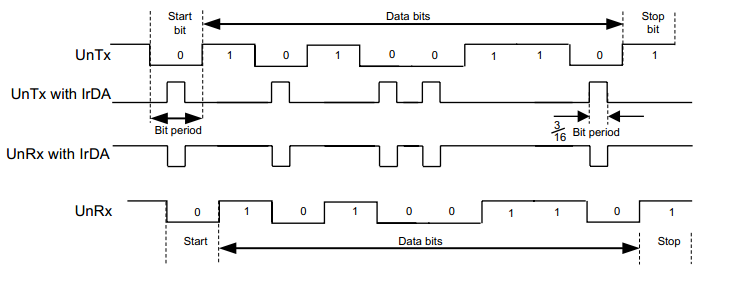 Start bit
Data bits
Stop bit
UnTx
0 1 0 1 0 0 1 1 0 1
UnTx with IrDA
Bit period
3/16 Bit period
UnRx with IrDA
UnRx
0 1 0 1 0 0 1 1 0 1
Start
Data bits
Stop